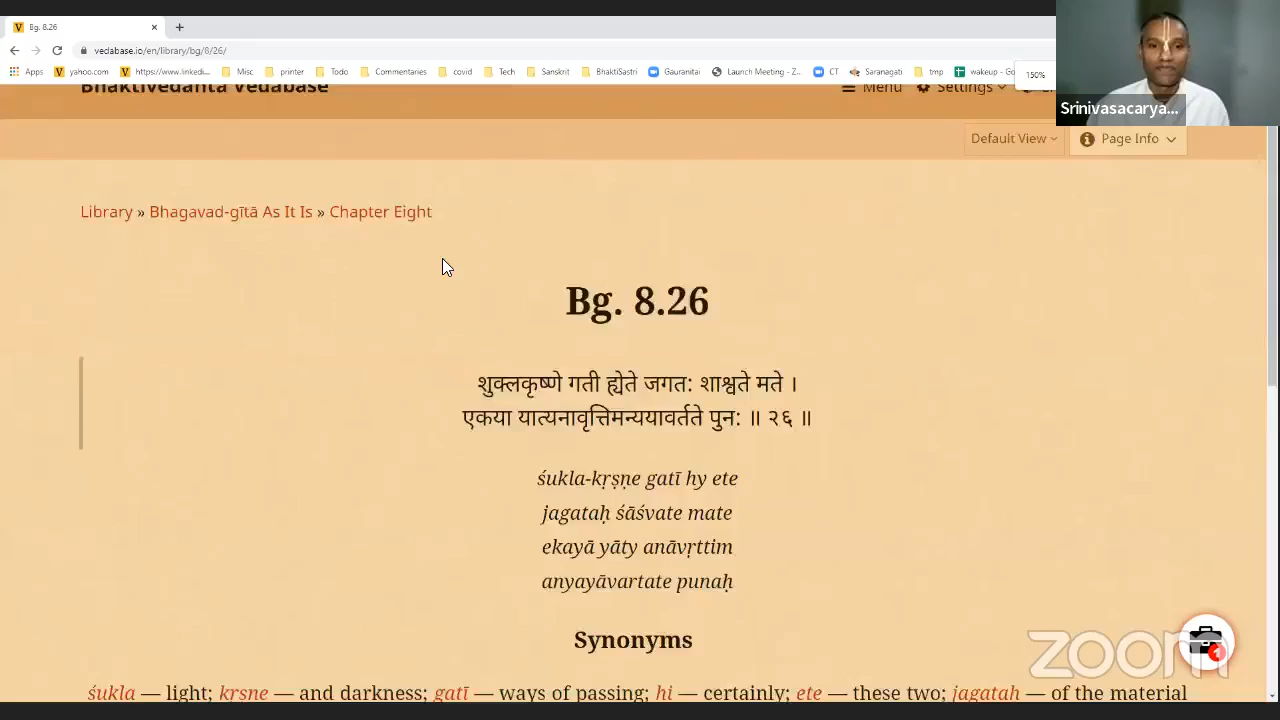 Bg. 8.26
vedabase.io/en/library/bg/8/26/
Apps yahoo.com https://www.linkedi... Misc printer Todo Commentaries covid Tech Sanskrit BhaktiSastri Gauranitai Launch Meeting - Z... CT Saranagati tmp wakeup - Go
150%
Bhaktivedanta Vedabase
Menu Settings
Srinivasacarya...
Default View Page Info
Library » Bhagavad-gītā As It Is » Chapter Eight
Bg. 8.26
शुक्ल‍कृष्णे गती ह्येते जगत: शाश्वते मते ।
एकया यात्यनावृत्तिमन्ययावर्तते पुन: ॥ २६ ॥
śukla-kṛṣṇe gatī hy ete
jagataḥ śāśvate mate
ekayā yāty anāvṛttim
anyayāvartate punaḥ
Synonyms
śukla — light; kṛṣṇe — and darkness; gatī — ways of passing; hi — certainly; ete — these two; jagataḥ — of the material
zoom
1